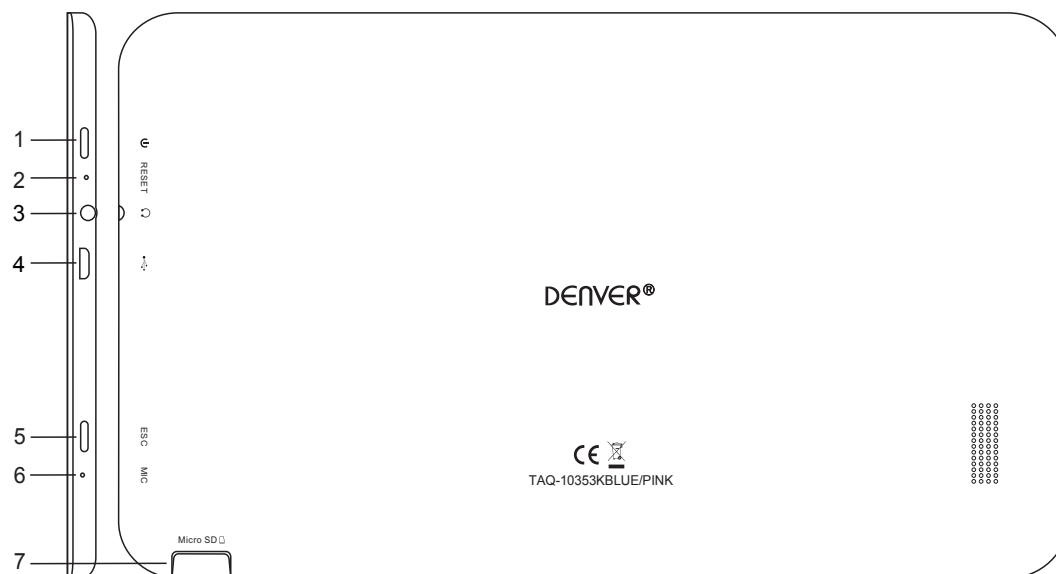 1
2
3
4
5
6
7
RESET
ESC
MIC
Micro SD
DENVER®
CE
TAQ-10353KBLUE/PINK